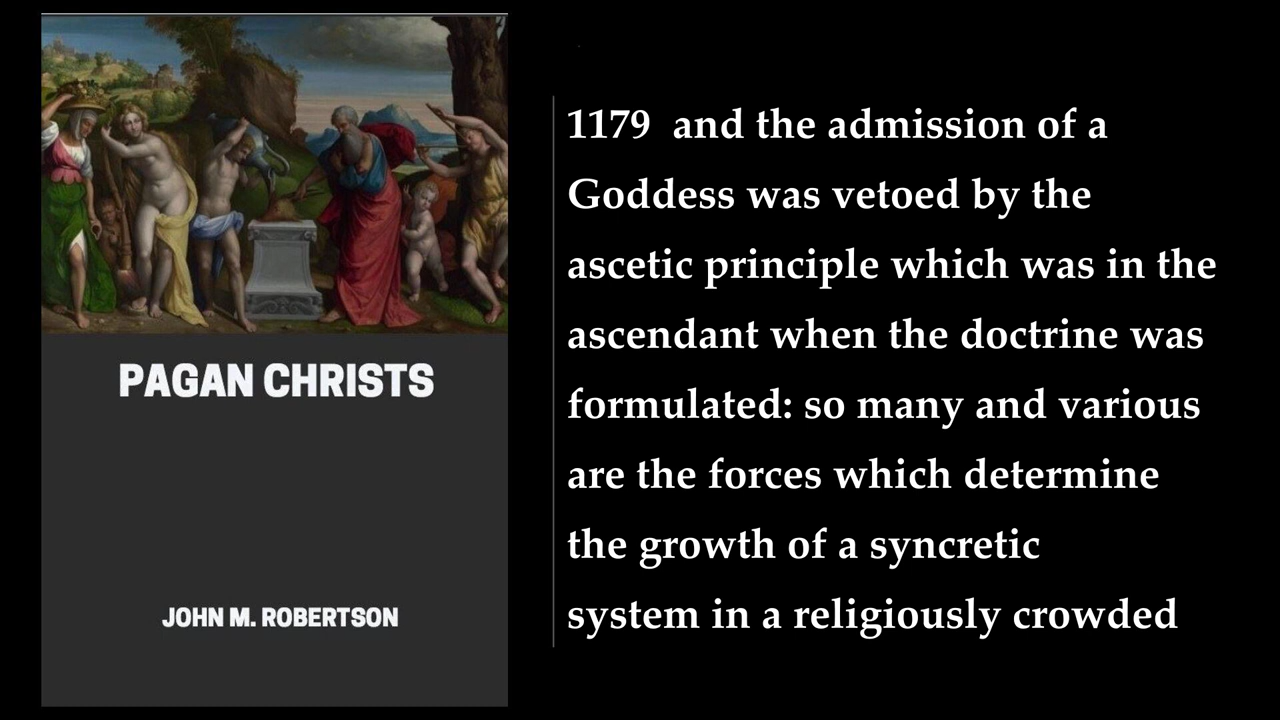 PAGAN CHRISTS
JOHN M. ROBERTSON
1179 and the admission of a
Goddess was vetoed by the
ascetic principle which was in the
ascendant when the doctrine was
formulated: so many and various
are the forces which determine
the growth of a syncretic
system in a religiously crowded